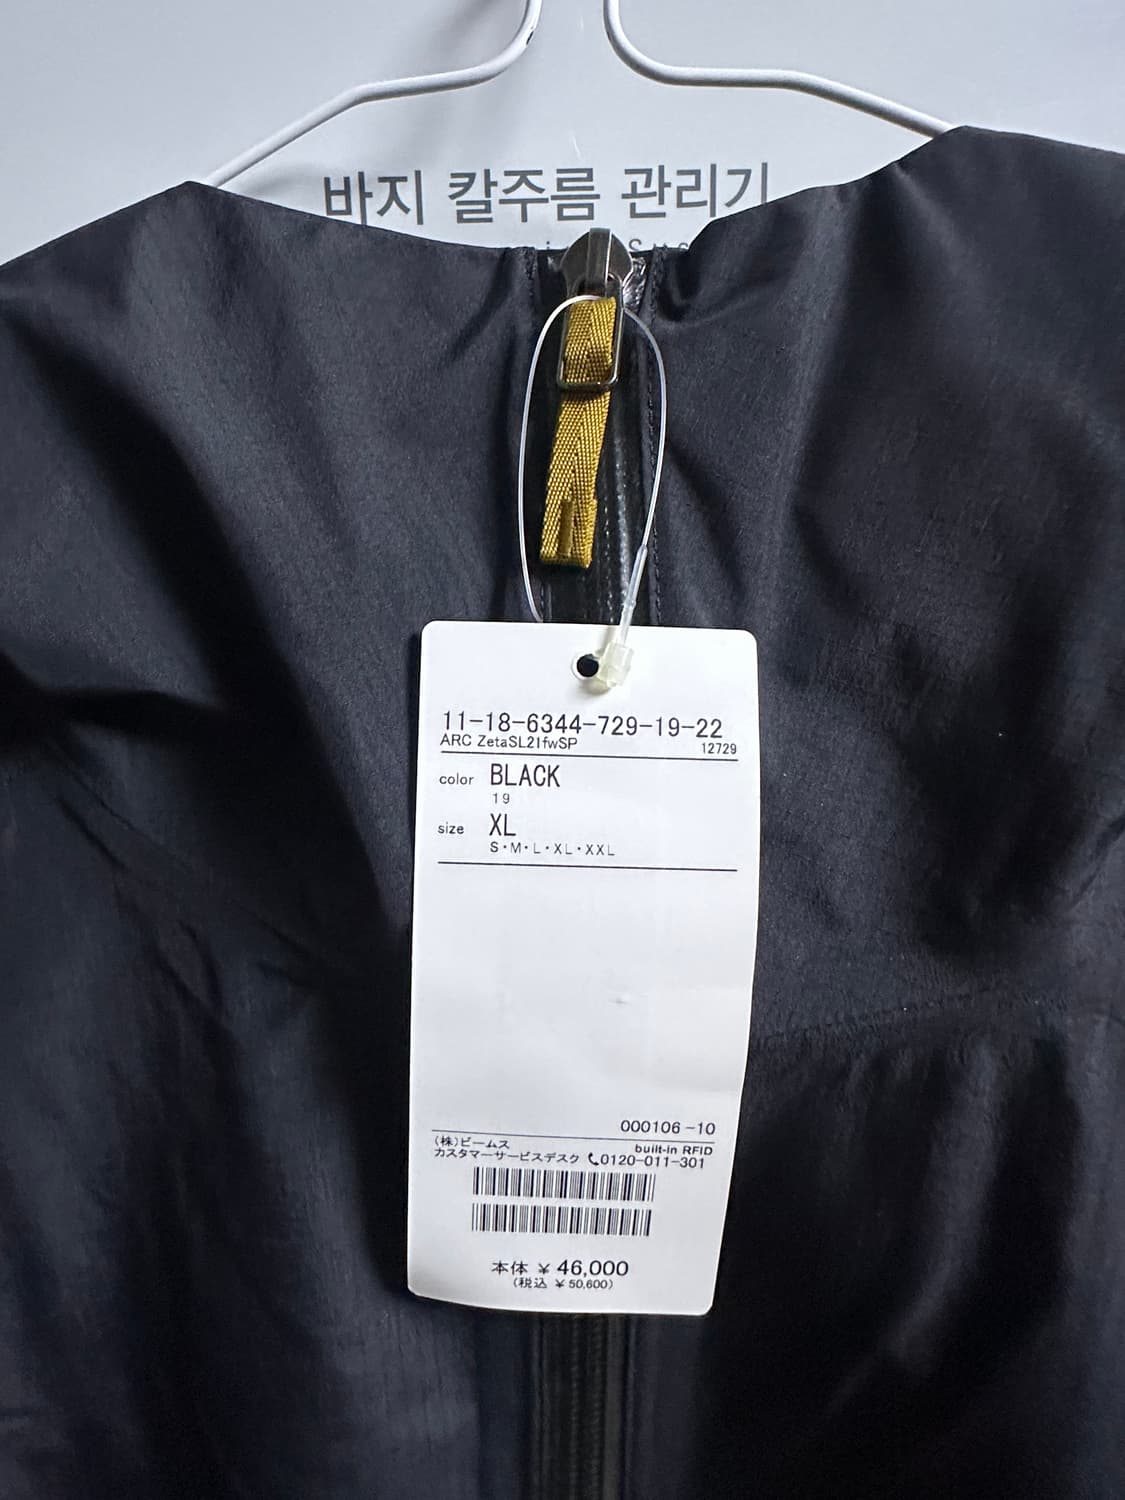 바지 칼주름 관리기
11-18-6344-729-19-22
ARC ZetaSL2IfwSP 12729
color BLACK
19
size XL
S・M・L・XL・XXL
000106-10
(株)ビームス built-in RFID
カスタマーサービスデスク 0120-011-301
本体 ¥ 46,000
(税込 ¥ 50,600)